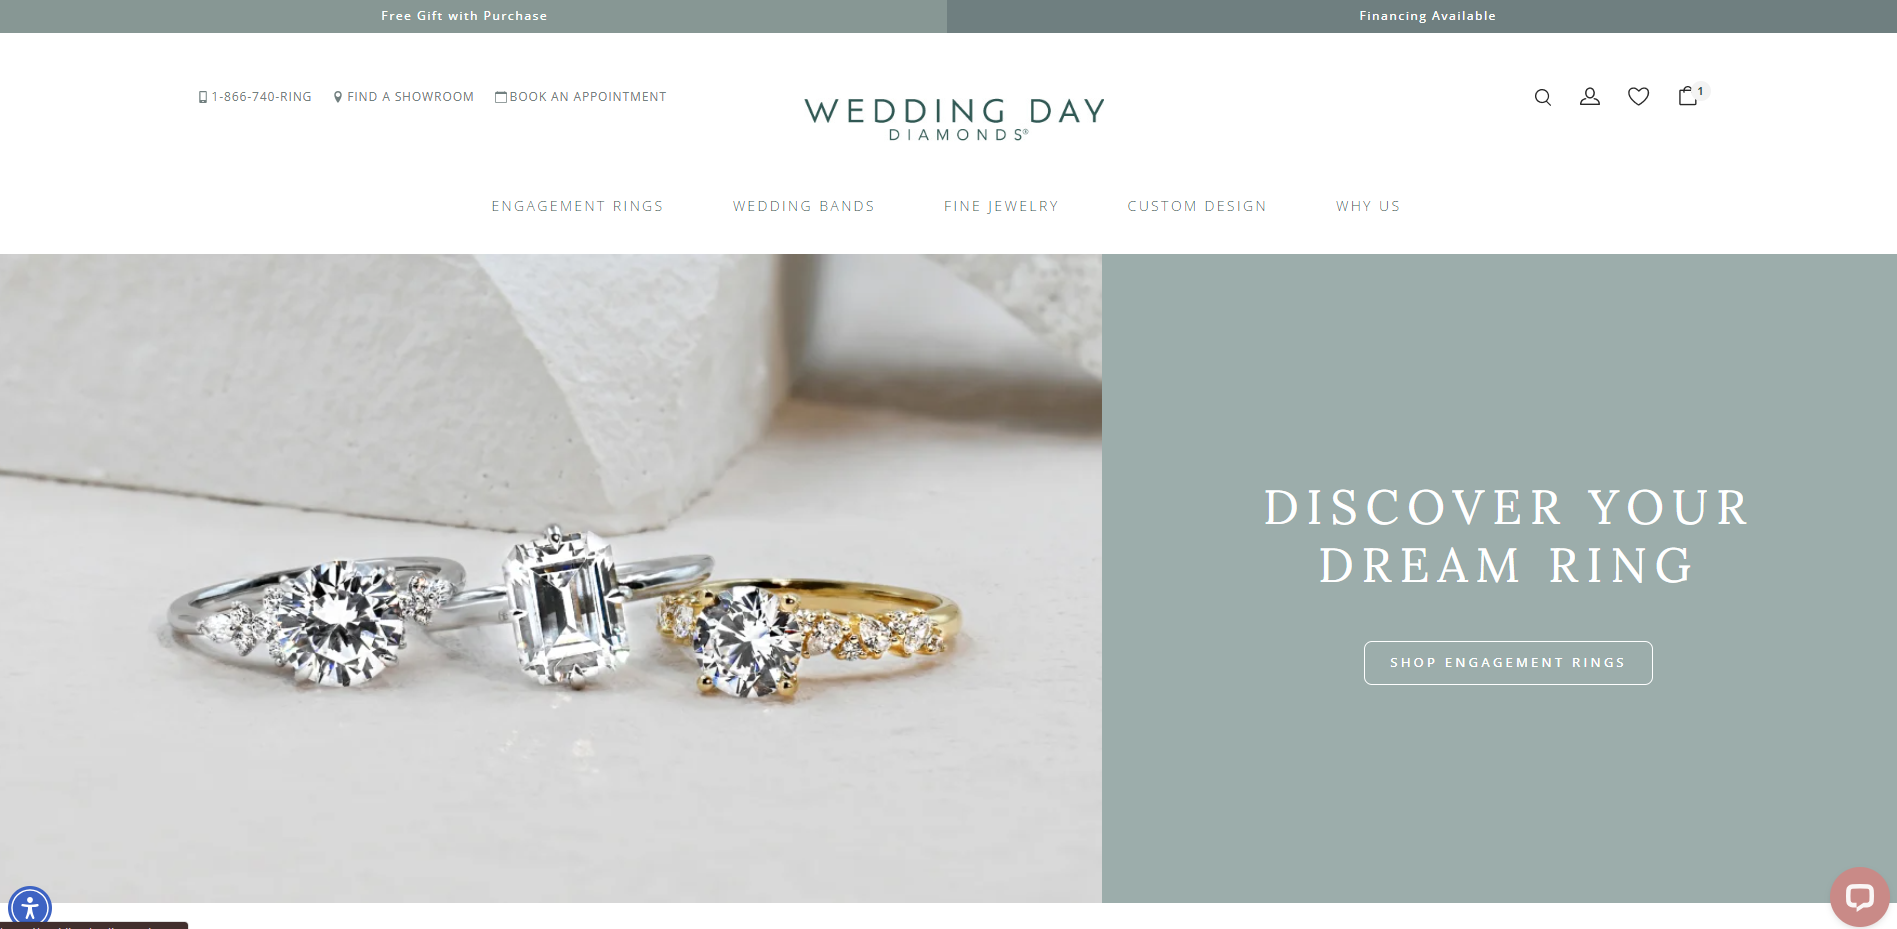 Free Gift with Purchase
Financing Available
1-866-740-RING
FIND A SHOWROOM
BOOK AN APPOINTMENT
WEDDING DAY
DIAMONDS®
1
ENGAGEMENT RINGS
WEDDING BANDS
FINE JEWELRY
CUSTOM DESIGN
WHY US
DISCOVER YOUR
DREAM RING
SHOP ENGAGEMENT RINGS